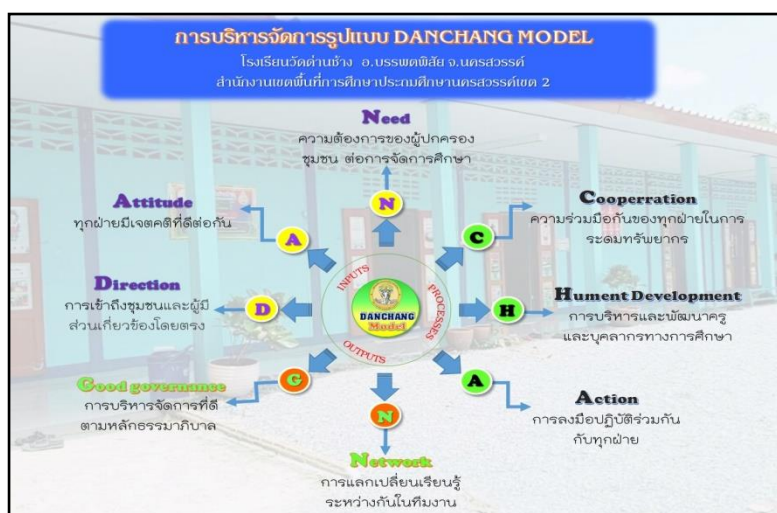 การบริหารจัดการรูปแบบ DANCHANG MODEL
โรงเรียนวัดด่านช้าง อ.บรรพตพิสัย จ.นครสวรรค์
สำนักงานเขตพื้นที่การศึกษาประถมศึกษานครสวรรค์เขต 2
Need
ความต้องการของผู้ปกครอง
ชุมชน ต่อการจัดการศึกษา
N
Attitude
ทุกฝ่ายมีเจตคติที่ดีต่อกัน
A
Cooperration
ความร่วมมือกันของทุกฝ่ายในการ
ระดมทรัพยากร
C
Direction
การเข้าถึงชุมชนและผู้มี
ส่วนเกี่ยวข้องโดยตรง
D
INPUTS
PROCESSES
OUTPUTS
DANCHANG
Model
Hument Development
การบริหารและพัฒนาครู
และบุคลากรทางการศึกษา
H
Good governance
การบริหารจัดการที่ดี
ตามหลักธรรมาภิบาล
G
Action
การลงมือปฏิบัติร่วมกัน
กับทุกฝ่าย
A
N
Network
การแลกเปลี่ยนเรียนรู้
ระหว่างกันในทีมงาน